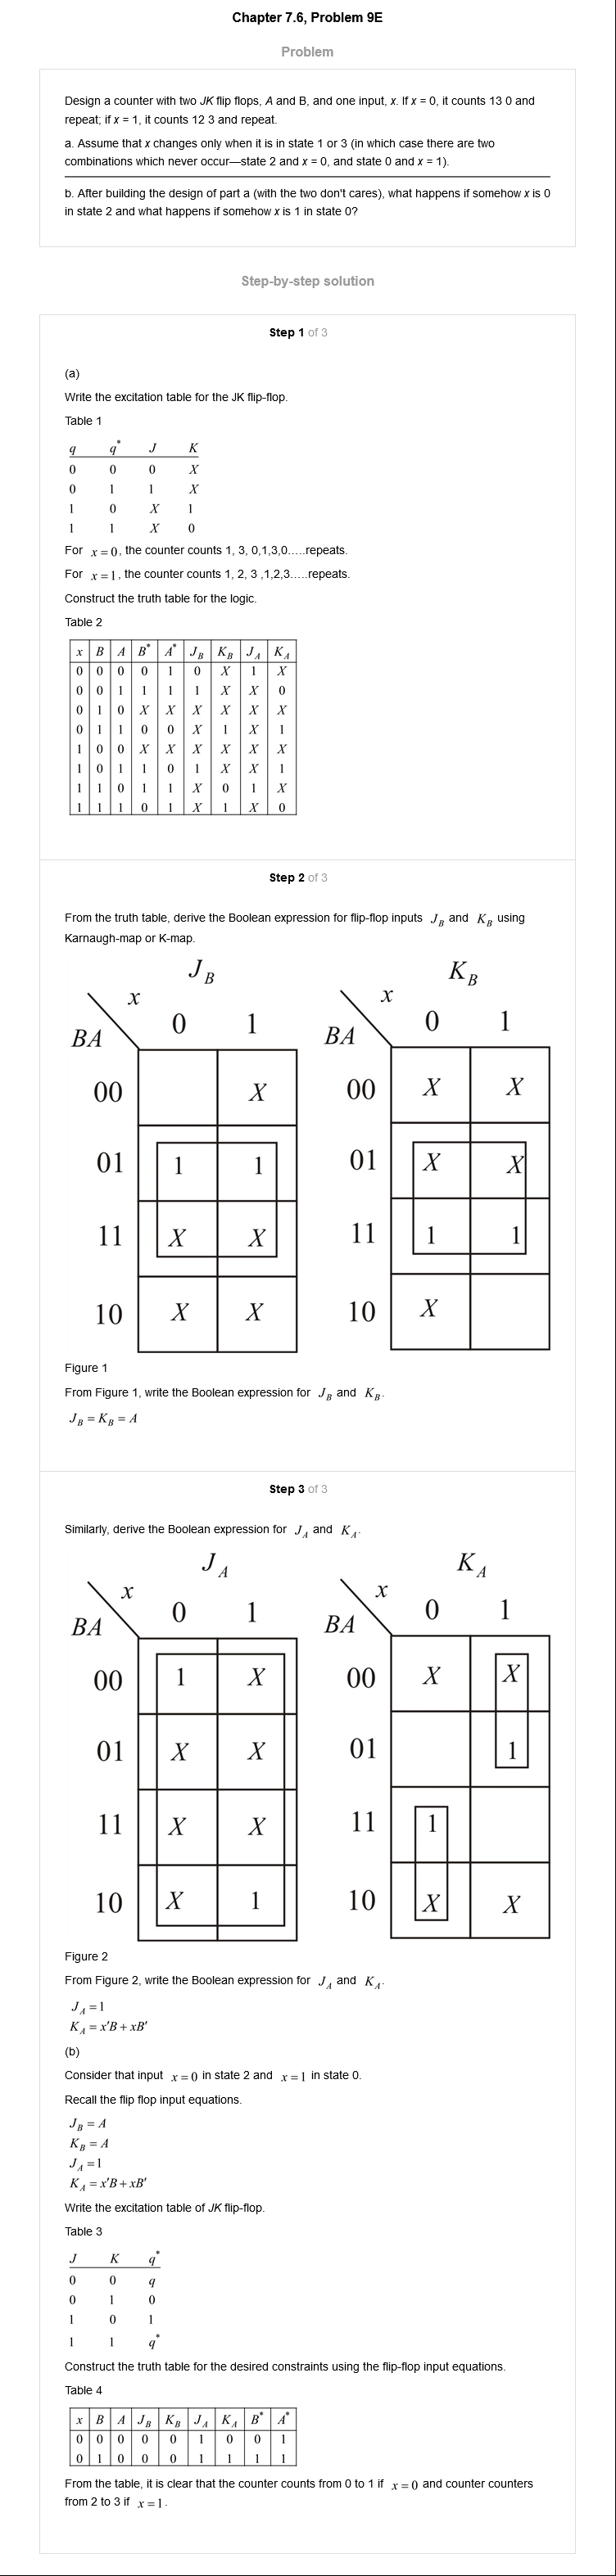 Chapter 7.6, Problem 9E
Problem
Design a counter with two JK flip flops, A and B, and one input, x. If x = 0, it counts 13 0 and
repeat; if x = 1, it counts 12 3 and repeat.
a. Assume that x changes only when it is in state 1 or 3 (in which case there are two
combinations which never occur—state 2 and x = 0, and state 0 and x = 1).
b. After building the design of part a (with the two don't cares), what happens if somehow x is 0
in state 2 and what happens if somehow x is 1 in state 0?
Step-by-step solution
Step 1 of 3
(a)
Write the excitation table for the JK flip-flop.
Table 1
q q* J K
0 0 0 X
0 1 1 X
1 0 X 1
1 1 X 0
For x = 0, the counter counts 1, 3, 0,1,3,0.....repeats.
For x = 1, the counter counts 1, 2, 3 ,1,2,3.....repeats.
Construct the truth table for the logic.
Table 2
x B A B* A* J_B K_B J_A K_A
0 0 0 0 1 0 X 1 X
0 0 1 1 1 1 X X 0
0 1 0 X X X X X X
0 1 1 0 0 X 1 X 1
1 0 0 X X X X X X
1 0 1 1 0 1 X X 1
1 1 0 1 1 X 0 1 X
1 1 1 0 1 X 1 X 0
Step 2 of 3
From the truth table, derive the Boolean expression for flip-flop inputs J_B and K_B using
Karnaugh-map or K-map.
J_B
x
0 1
BA
00 X
01 1 1
11 X X
10 X X
K_B
x
0 1
BA
00 X X
01 X X
11 1 1
10 X
Figure 1
From Figure 1, write the Boolean expression for J_B and K_B.
J_B = K_B = A
Step 3 of 3
Similarly, derive the Boolean expression for J_A and K_A.
J_A
x
0 1
BA
00 1 X
01 X X
11 X X
10 X 1
K_A
x
0 1
BA
00 X X
01 1
11 1
10 X X
Figure 2
From Figure 2, write the Boolean expression for J_A and K_A.
J_A = 1
K_A = x'B + xB'
(b)
Consider that input x = 0 in state 2 and x = 1 in state 0.
Recall the flip flop input equations.
J_B = A
K_B = A
J_A = 1
K_A = x'B + xB'
Write the excitation table of JK flip-flop.
Table 3
J K q*
0 0 q
0 1 0
1 0 1
1 1 q*
Construct the truth table for the desired constraints using the flip-flop input equations.
Table 4
x B A J_B K_B J_A K_A B* A*
0 0 0 0 0 1 0 0 1
0 1 0 0 0 1 1 1 1
From the table, it is clear that the counter counts from 0 to 1 if x = 0 and counter counters
from 2 to 3 if x = 1.